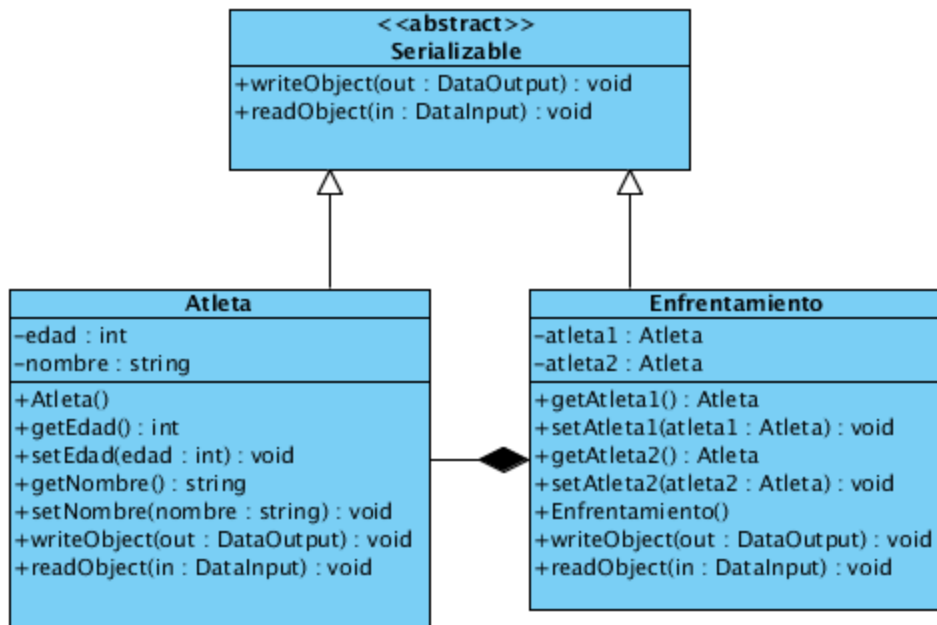 <<abstract>>
Serializable
+writeObject(out : DataOutput) : void
+readObject(in : DataInput) : void
Atleta
-edad : int
-nombre : string
+Atleta()
+getEdad() : int
+setEdad(edad : int) : void
+getNombre() : string
+setNombre(nombre : string) : void
+writeObject(out : DataOutput) : void
+readObject(in : DataInput) : void
Enfrentamiento
-atleta1 : Atleta
-atleta2 : Atleta
+getAtleta1() : Atleta
+setAtleta1(atleta1 : Atleta) : void
+getAtleta2() : Atleta
+setAtleta2(atleta2 : Atleta) : void
+Enfrentamiento()
+writeObject(out : DataOutput) : void
+readObject(in : DataInput) : void